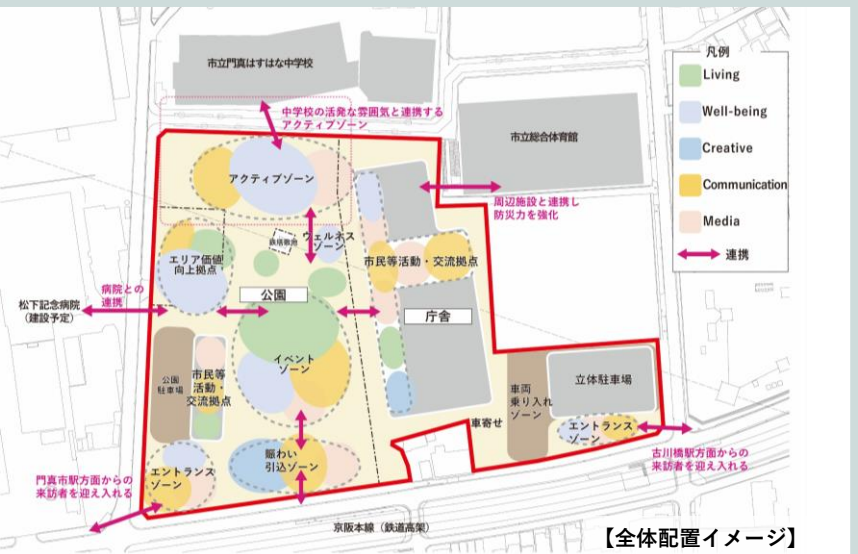 市立門真はすはな中学校
中学校の活発な雰囲気と連携する
アクティブゾーン
市立総合体育館
凡例
Living
Well-being
Creative
Communication
Media
連携
アクティブゾーン
周辺施設と連携し
防災力を強化
鉄塔敷地
ウェルネス
ゾーン
エリア価値
向上拠点
市民等活動・交流拠点
病院との
連携
松下記念病院
(建設予定)
公園
庁舎
公園
駐車場
市民等
活動・
交流拠点
イベント
ゾーン
車両
乗り入れ
ゾーン
立体駐車場
車寄せ
エントランス
ゾーン
賑わい
引込ゾーン
エントランス
ゾーン
古川橋駅方面からの
来訪者を迎え入れる
門真市駅方面からの
来訪者を迎え入れる
京阪本線(鉄道高架)
【全体配置イメージ】